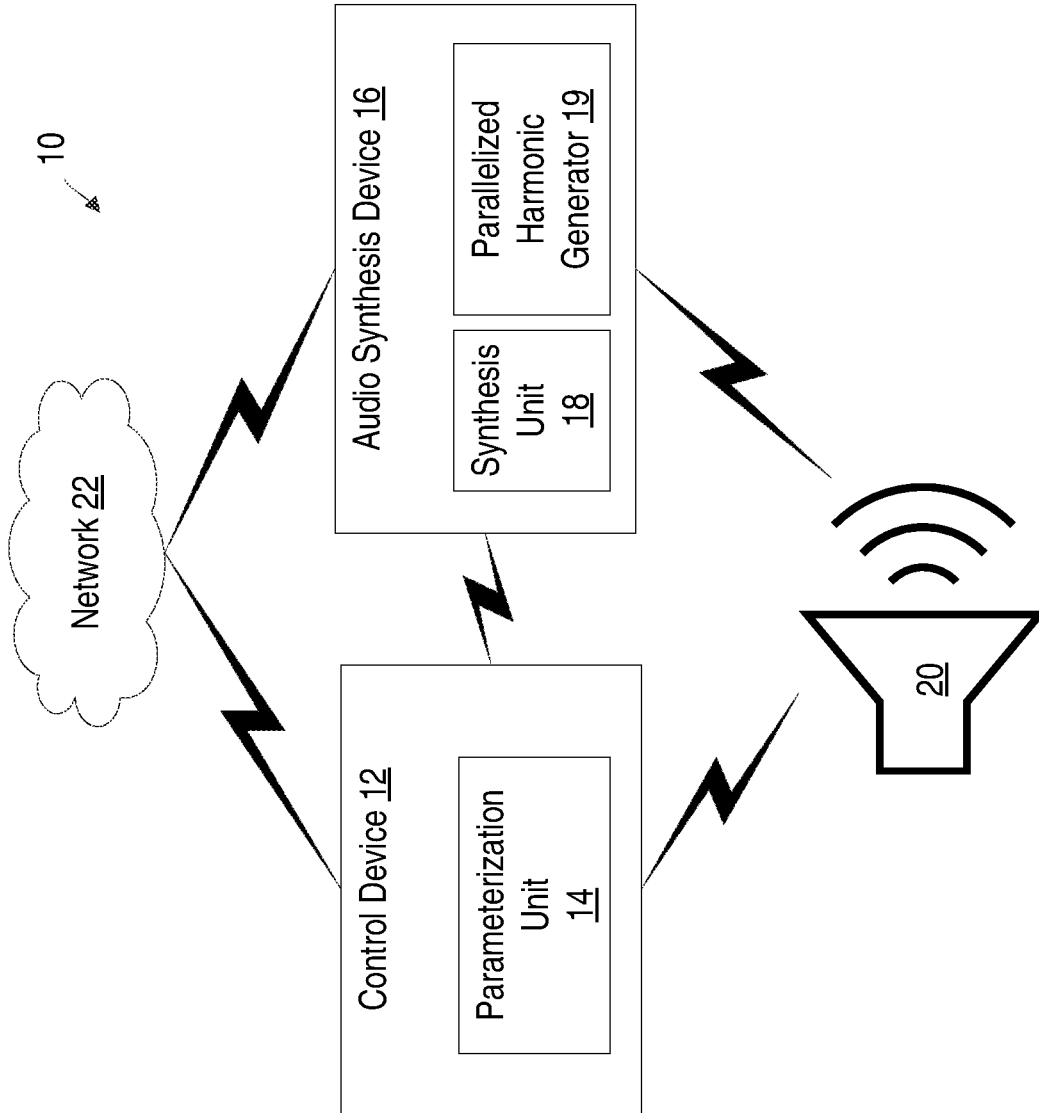 10
Network 22
Control Device 12
Parameterization
Unit
14
Audio Synthesis Device 16
Synthesis
Unit
18
Parallelized
Harmonic
Generator 19
20